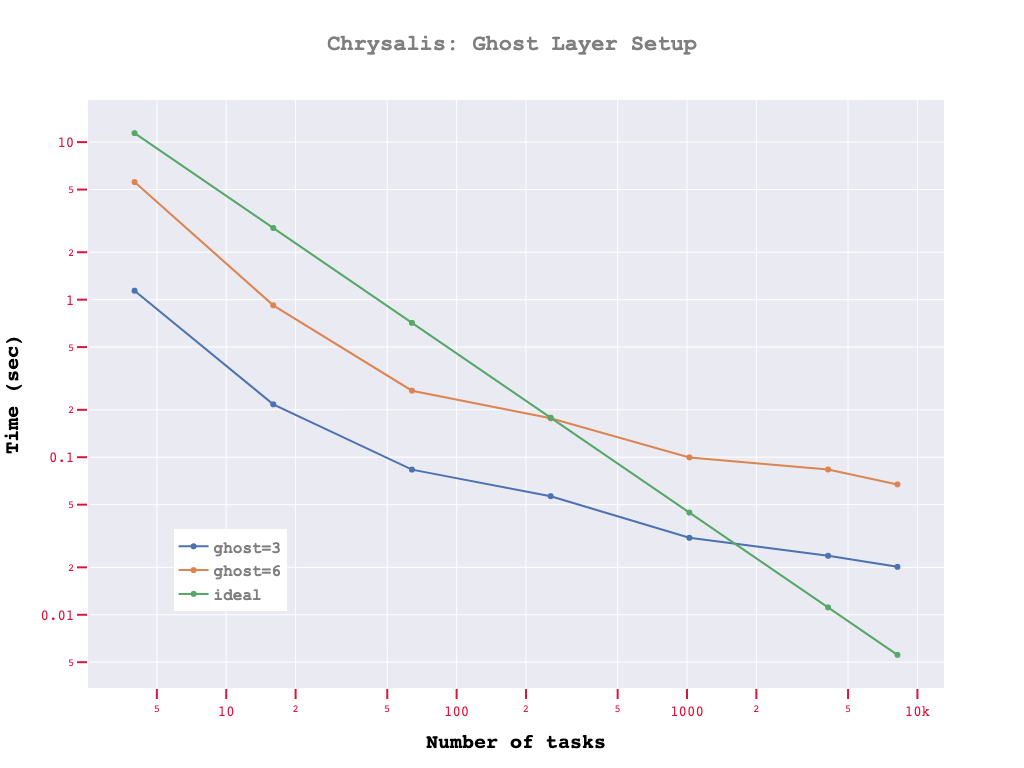 Chrysalis: Ghost Layer Setup
Time (sec)
10
5
2
1
5
2
0.1
5
2
0.01
5
ghost=3
ghost=6
ideal
5 10 2 5 100 2 5 1000 2 5 10k
Number of tasks